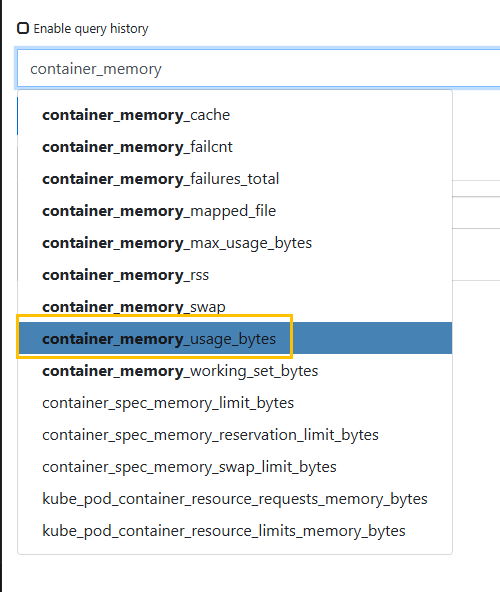 Enable query history
container_memory
container_memory_cache
container_memory_failcnt
container_memory_failures_total
container_memory_mapped_file
container_memory_max_usage_bytes
container_memory_rss
container_memory_swap
container_memory_usage_bytes
container_memory_working_set_bytes
container_spec_memory_limit_bytes
container_spec_memory_reservation_limit_bytes
container_spec_memory_swap_limit_bytes
kube_pod_container_resource_requests_memory_bytes
kube_pod_container_resource_limits_memory_bytes